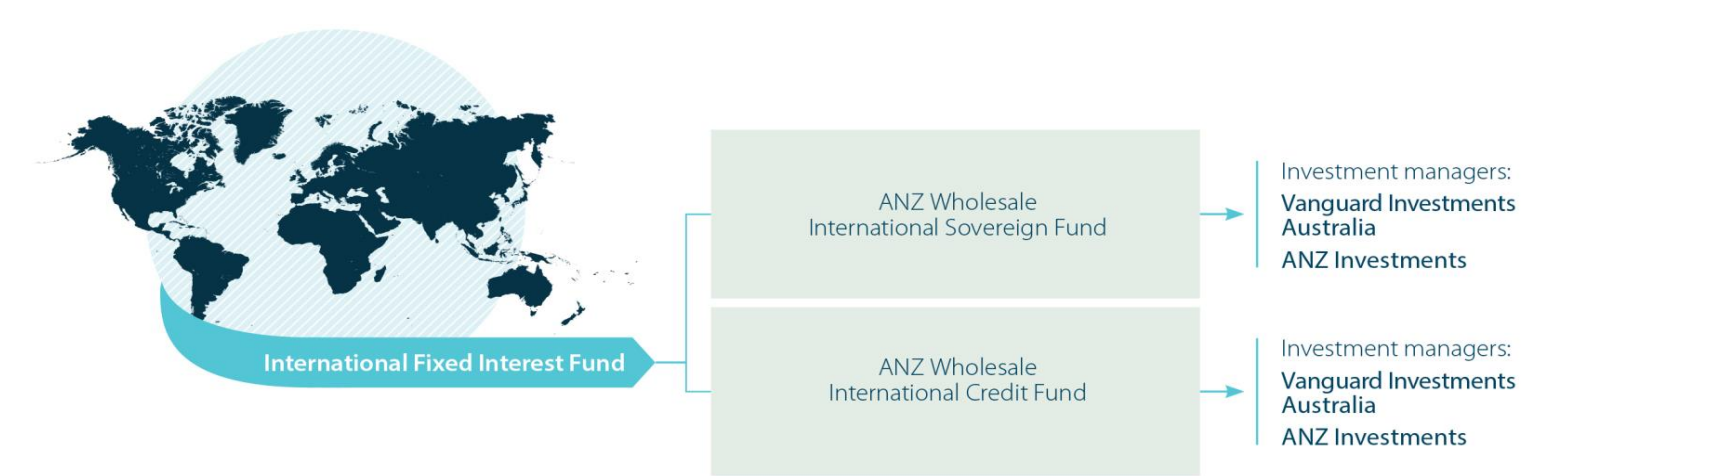 International Fixed Interest Fund
ANZ Wholesale
International Sovereign Fund
Investment managers:
Vanguard Investments
Australia
ANZ Investments
ANZ Wholesale
International Credit Fund
Investment managers:
Vanguard Investments
Australia
ANZ Investments